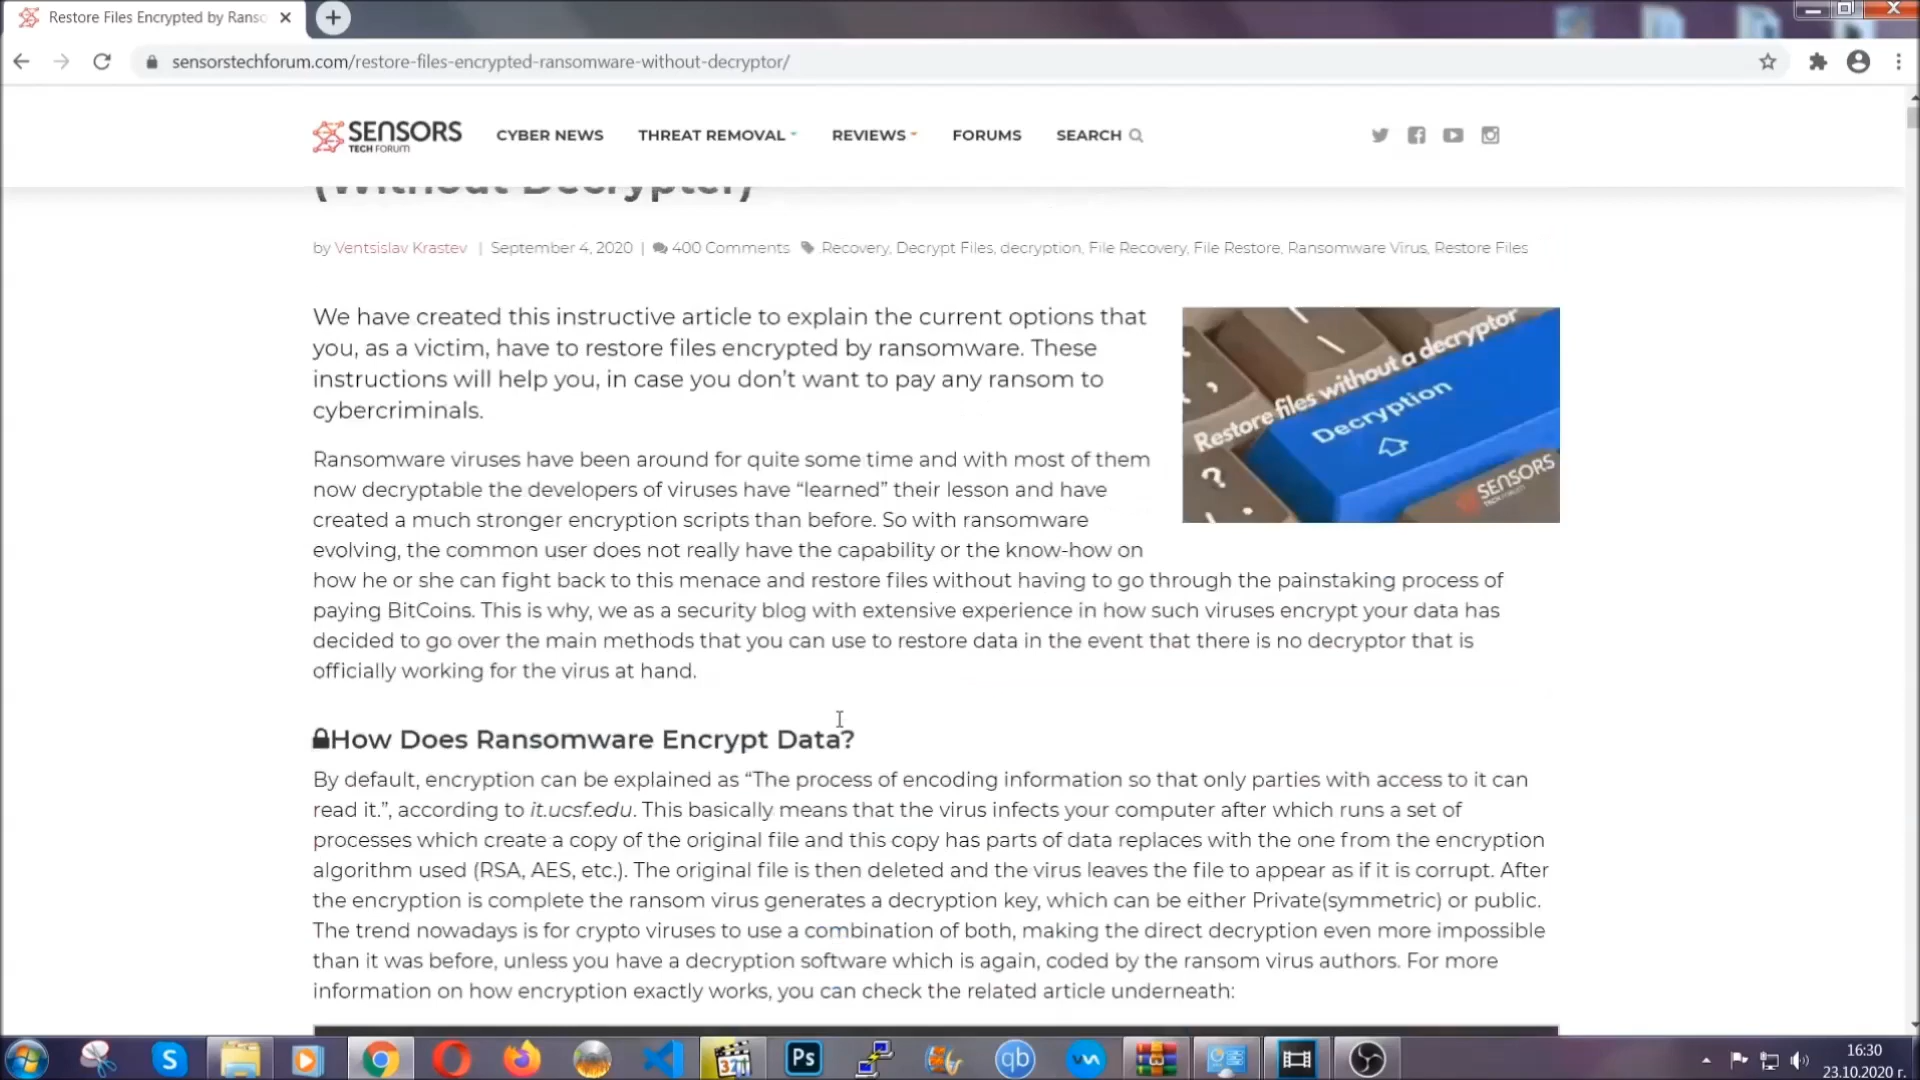 Restore Files Encrypted by Ranso
sensorstechforum.com/restore-files-encrypted-ransomware-without-decryptor/
SENSORS
TECH FORUM
CYBER NEWS THREAT REMOVAL REVIEWS FORUMS SEARCH
(Without Decrypter)
by Ventsislav Krastev | September 4, 2020 | 400 Comments Recovery, Decrypt Files, decryption, File Recovery, File Restore, Ransomware Virus, Restore Files
We have created this instructive article to explain the current options that
you, as a victim, have to restore files encrypted by ransomware. These
instructions will help you, in case you don’t want to pay any ransom to
cybercriminals.
Restore files without a decryptor
Decryption
SENSORS
Ransomware viruses have been around for quite some time and with most of them
now decryptable the developers of viruses have “learned” their lesson and have
created a much stronger encryption scripts than before. So with ransomware
evolving, the common user does not really have the capability or the know-how on
how he or she can fight back to this menace and restore files without having to go through the painstaking process of
paying BitCoins. This is why, we as a security blog with extensive experience in how such viruses encrypt your data has
decided to go over the main methods that you can use to restore data in the event that there is no decryptor that is
officially working for the virus at hand.
How Does Ransomware Encrypt Data?
By default, encryption can be explained as “The process of encoding information so that only parties with access to it can
read it.”, according to it.ucsf.edu. This basically means that the virus infects your computer after which runs a set of
processes which create a copy of the original file and this copy has parts of data replaces with the one from the encryption
algorithm used (RSA, AES, etc.). The original file is then deleted and the virus leaves the file to appear as if it is corrupt. After
the encryption is complete the ransom virus generates a decryption key, which can be either Private(symmetric) or public.
The trend nowadays is for crypto viruses to use a combination of both, making the direct decryption even more impossible
than it was before, unless you have a decryption software which is again, coded by the ransom virus authors. For more
information on how encryption exactly works, you can check the related article underneath:
S
321
Ps
qb
16:30
23.10.2020 г.